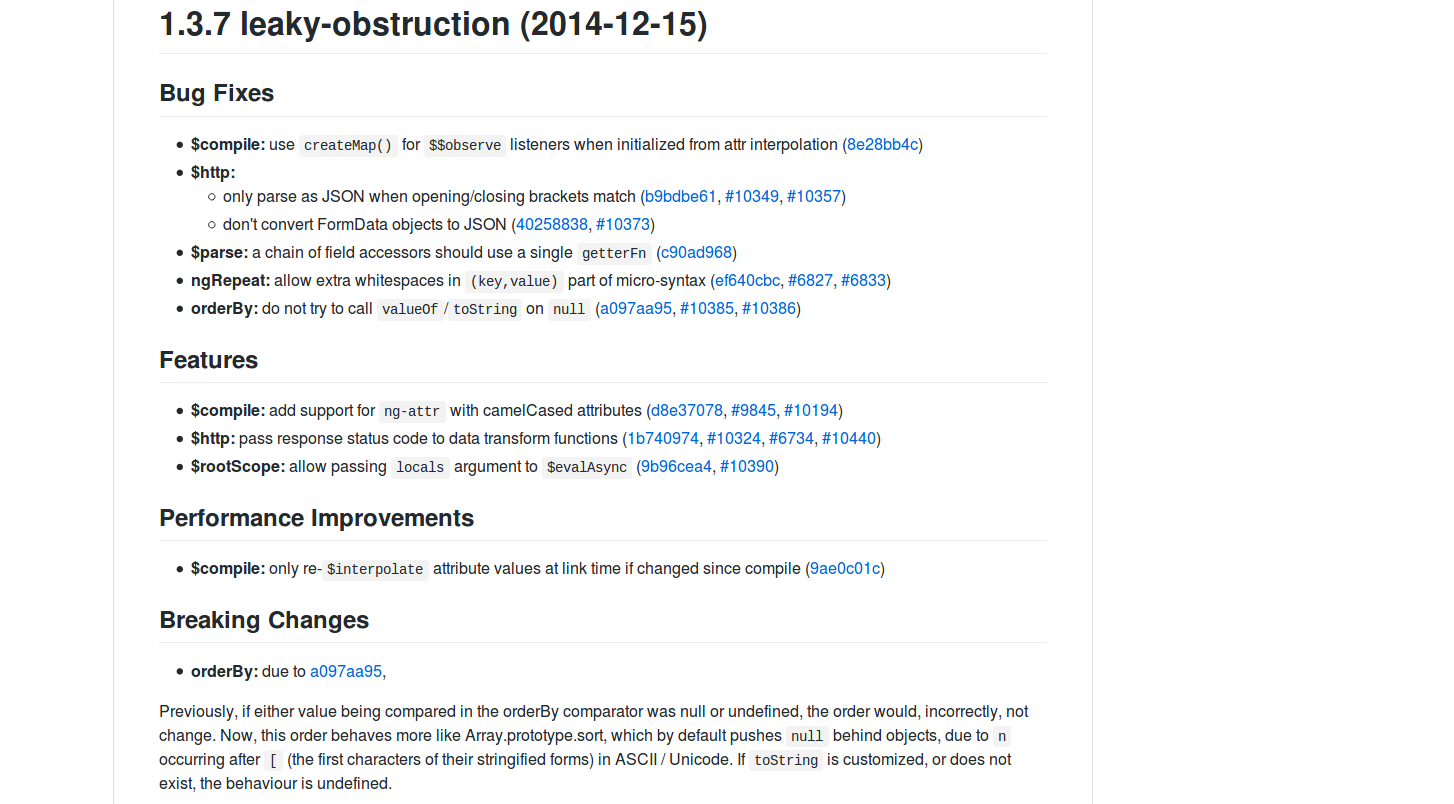 1.3.7 leaky-obstruction (2014-12-15)
Bug Fixes
$compile: use createMap() for $$observe listeners when initialized from attr interpolation (8e28bb4c)
$http:
only parse as JSON when opening/closing brackets match (b9bdbe61, #10349, #10357)
don't convert FormData objects to JSON (40258838, #10373)
$parse: a chain of field accessors should use a single getterFn (c90ad968)
ngRepeat: allow extra whitespaces in (key,value) part of micro-syntax (ef640cbc, #6827, #6833)
orderBy: do not try to call valueOf / toString on null (a097aa95, #10385, #10386)
Features
$compile: add support for ng-attr with camelCased attributes (d8e37078, #9845, #10194)
$http: pass response status code to data transform functions (1b740974, #10324, #6734, #10440)
$rootScope: allow passing locals argument to $evalAsync (9b96cea4, #10390)
Performance Improvements
$compile: only re- $interpolate attribute values at link time if changed since compile (9ae0c01c)
Breaking Changes
orderBy: due to a097aa95,
Previously, if either value being compared in the orderBy comparator was null or undefined, the order would, incorrectly, not
change. Now, this order behaves more like Array.prototype.sort, which by default pushes null behind objects, due to n
occurring after [ (the first characters of their stringified forms) in ASCII / Unicode. If toString is customized, or does not
exist, the behaviour is undefined.